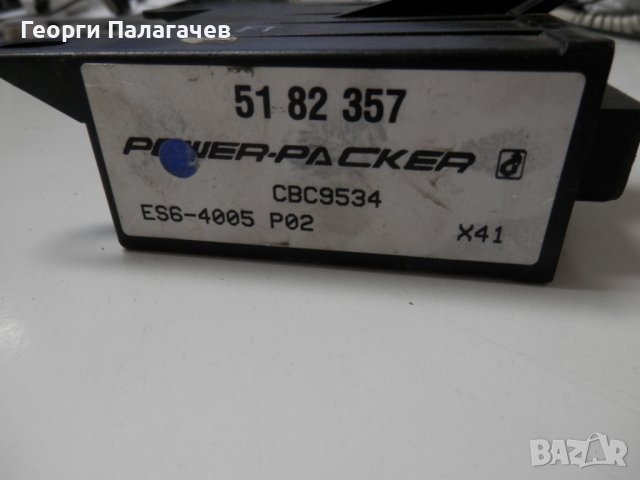 Георги Палагачев
51 82 357
POWER-PACKER
CBC9534
ES6-4005 P02
X41
BAZAR